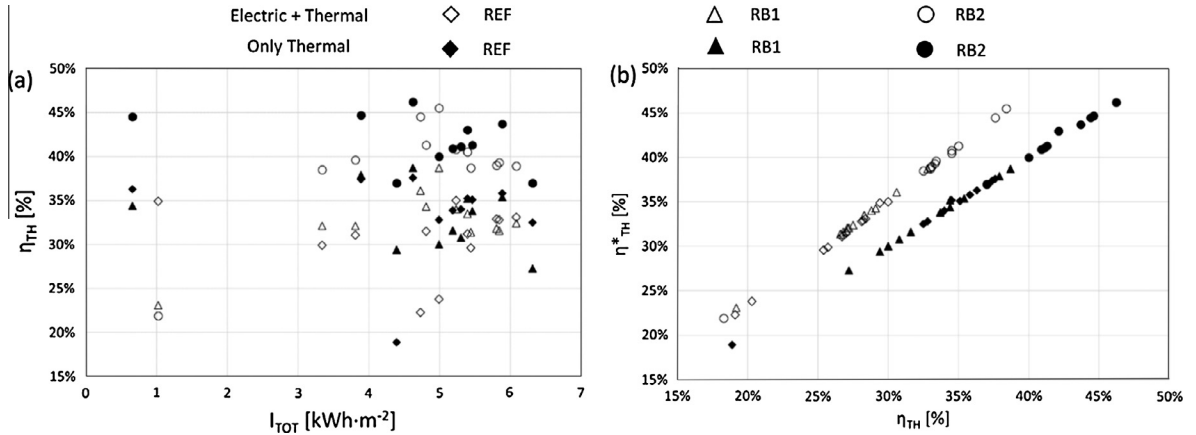 Electric + Thermal REF RB1 RB2
Only Thermal REF RB1 RB2
(a)
50%
45%
40%
35%
30%
25%
20%
15%
ηTH [%]
0 1 2 3 4 5 6 7
ITOT [kWh·m-2]
(b)
50%
45%
40%
35%
30%
25%
20%
15%
η*TH [%]
15% 20% 25% 30% 35% 40% 45% 50%
ηTH [%]